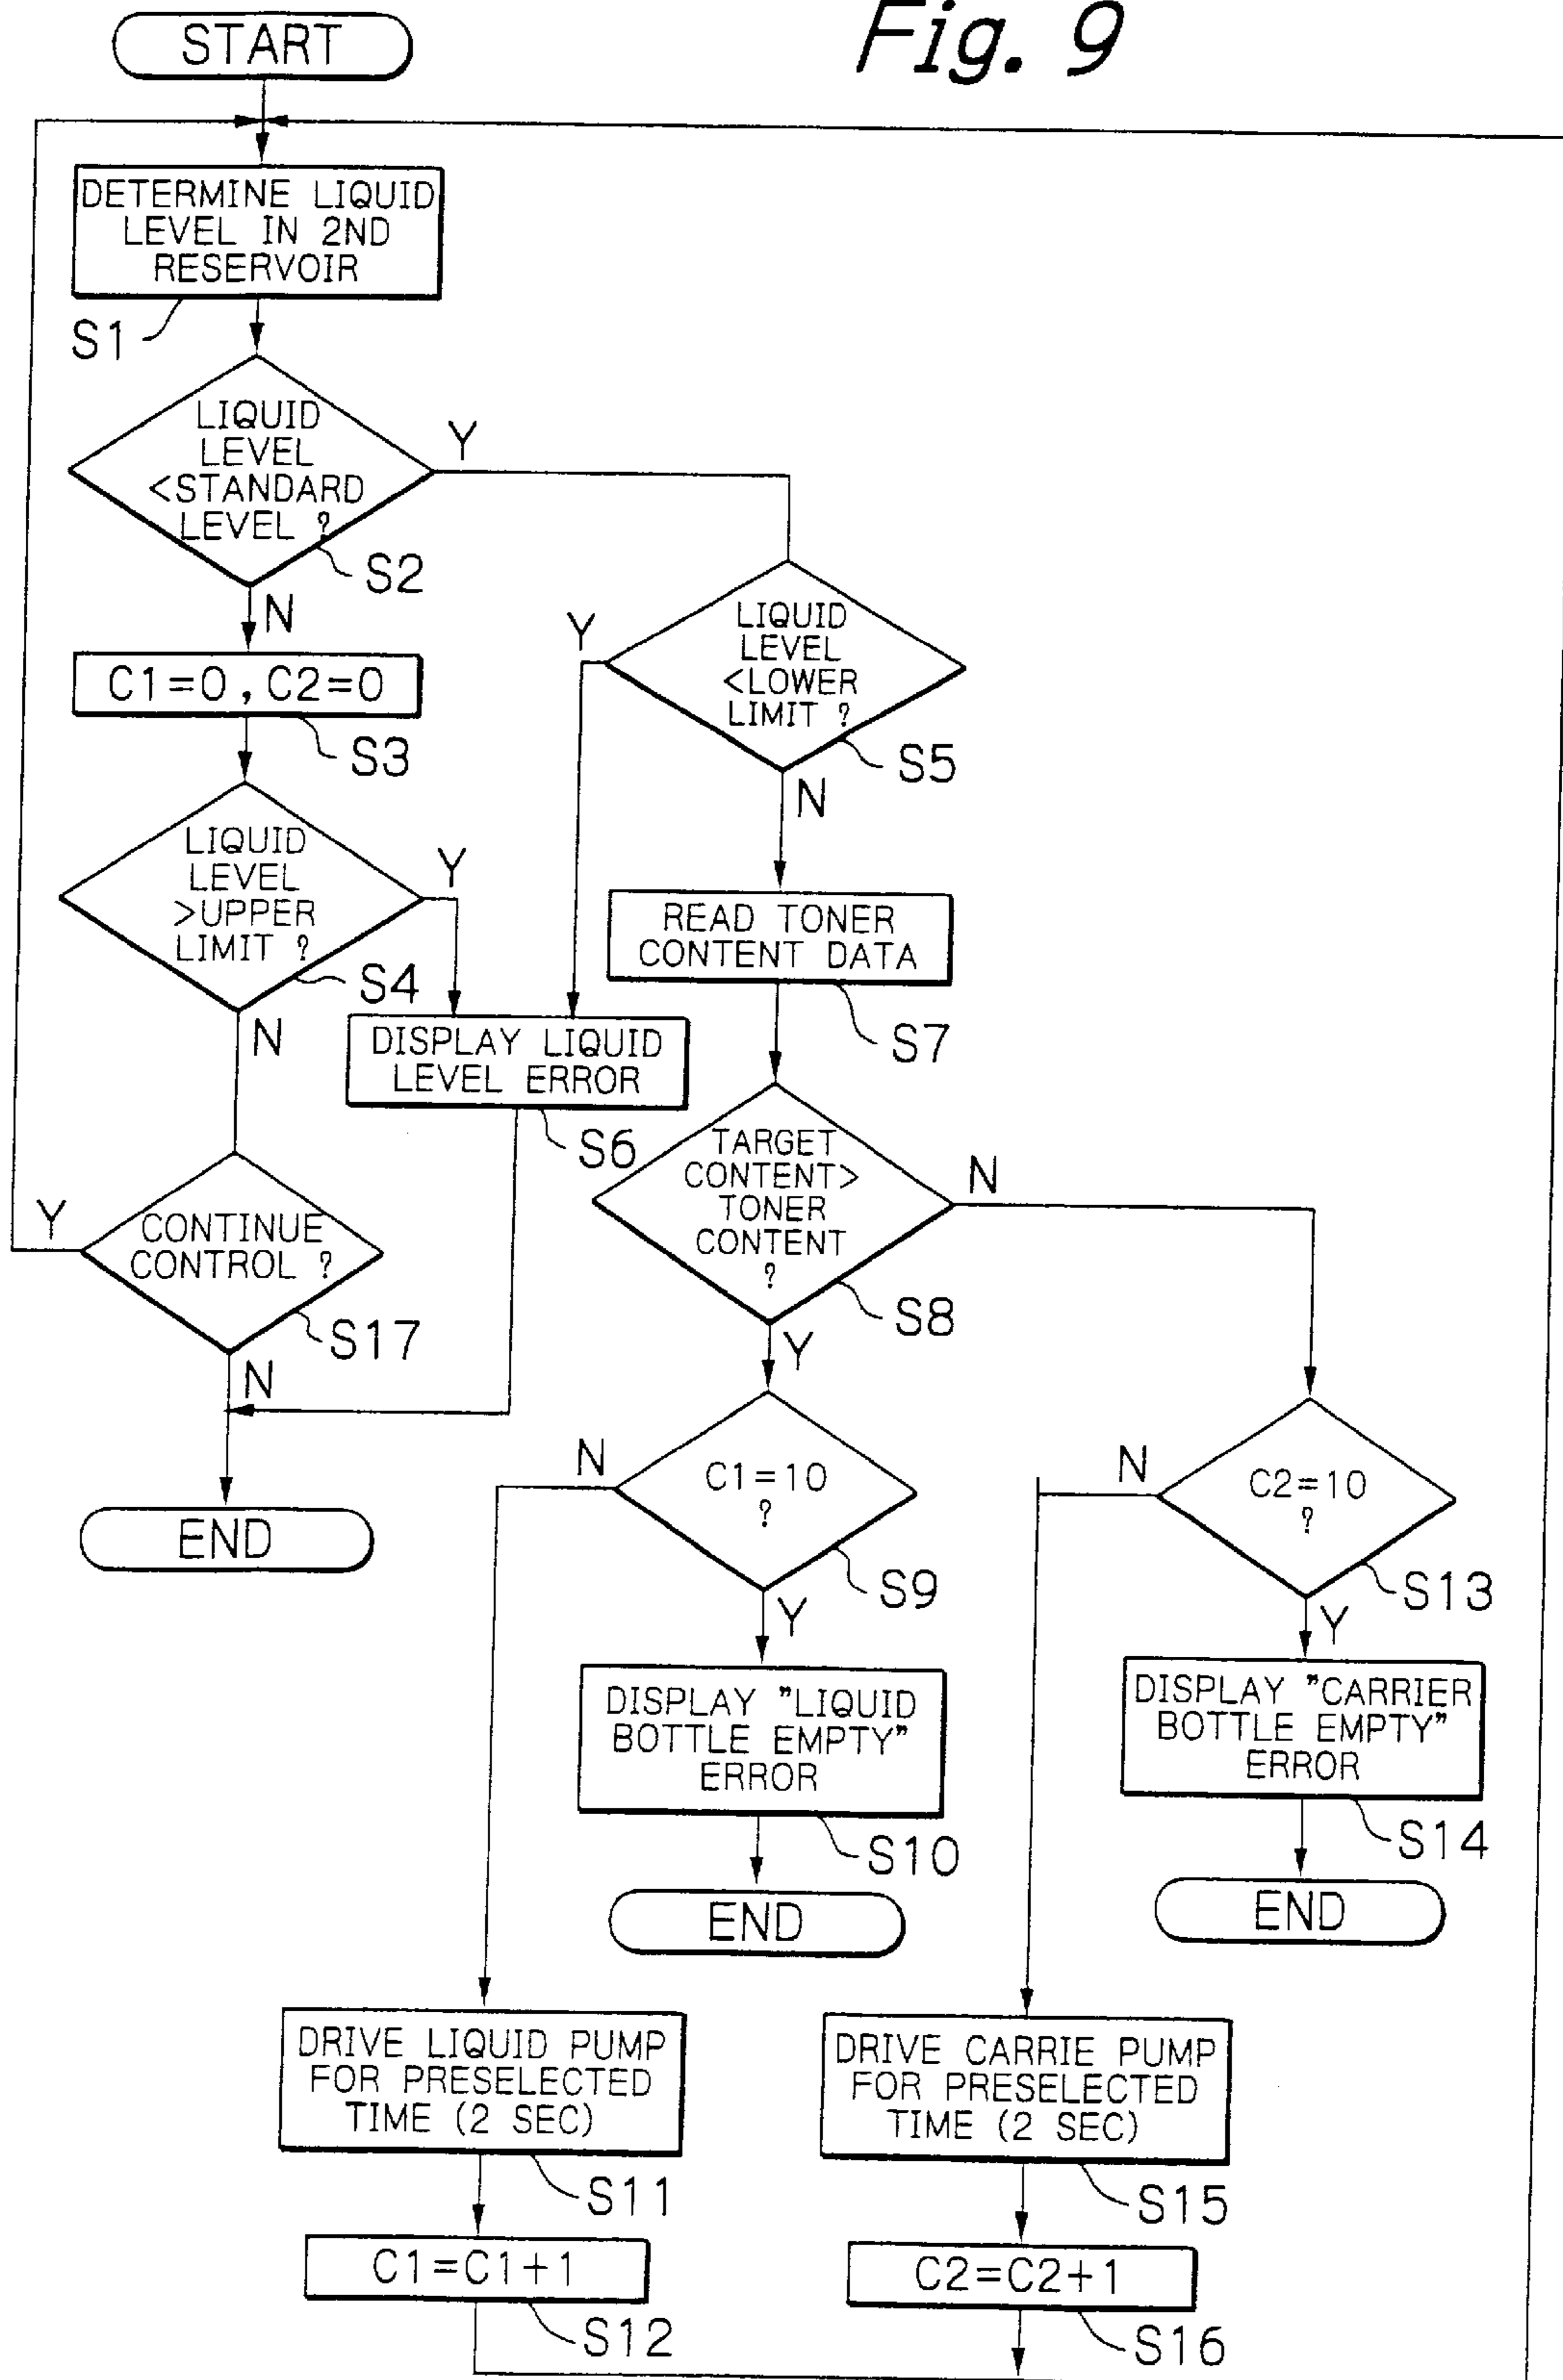 Fig. 9
START
DETERMINE LIQUID
LEVEL IN 2ND
RESERVOIR
S1
LIQUID
LEVEL
<STANDARD
LEVEL ?
Y
S2
N
C1=0, C2=0
S3
LIQUID
LEVEL
>UPPER
LIMIT ?
Y
S4
N
LIQUID
LEVEL
<LOWER
LIMIT ?
Y
S5
N
DISPLAY LIQUID
LEVEL ERROR
S6
READ TONER
CONTENT DATA
S7
CONTINUE
CONTROL ?
Y
S17
N
END
TARGET
CONTENT>
TONER
CONTENT
?
N
S8
Y
C1=10
?
N
S9
Y
DISPLAY "LIQUID
BOTTLE EMPTY"
ERROR
S10
END
C2=10
?
N
S13
Y
DISPLAY "CARRIER
BOTTLE EMPTY"
ERROR
S14
END
DRIVE LIQUID PUMP
FOR PRESELECTED
TIME (2 SEC)
S11
C1=C1+1
S12
DRIVE CARRIE PUMP
FOR PRESELECTED
TIME (2 SEC)
S15
C2=C2+1
S16